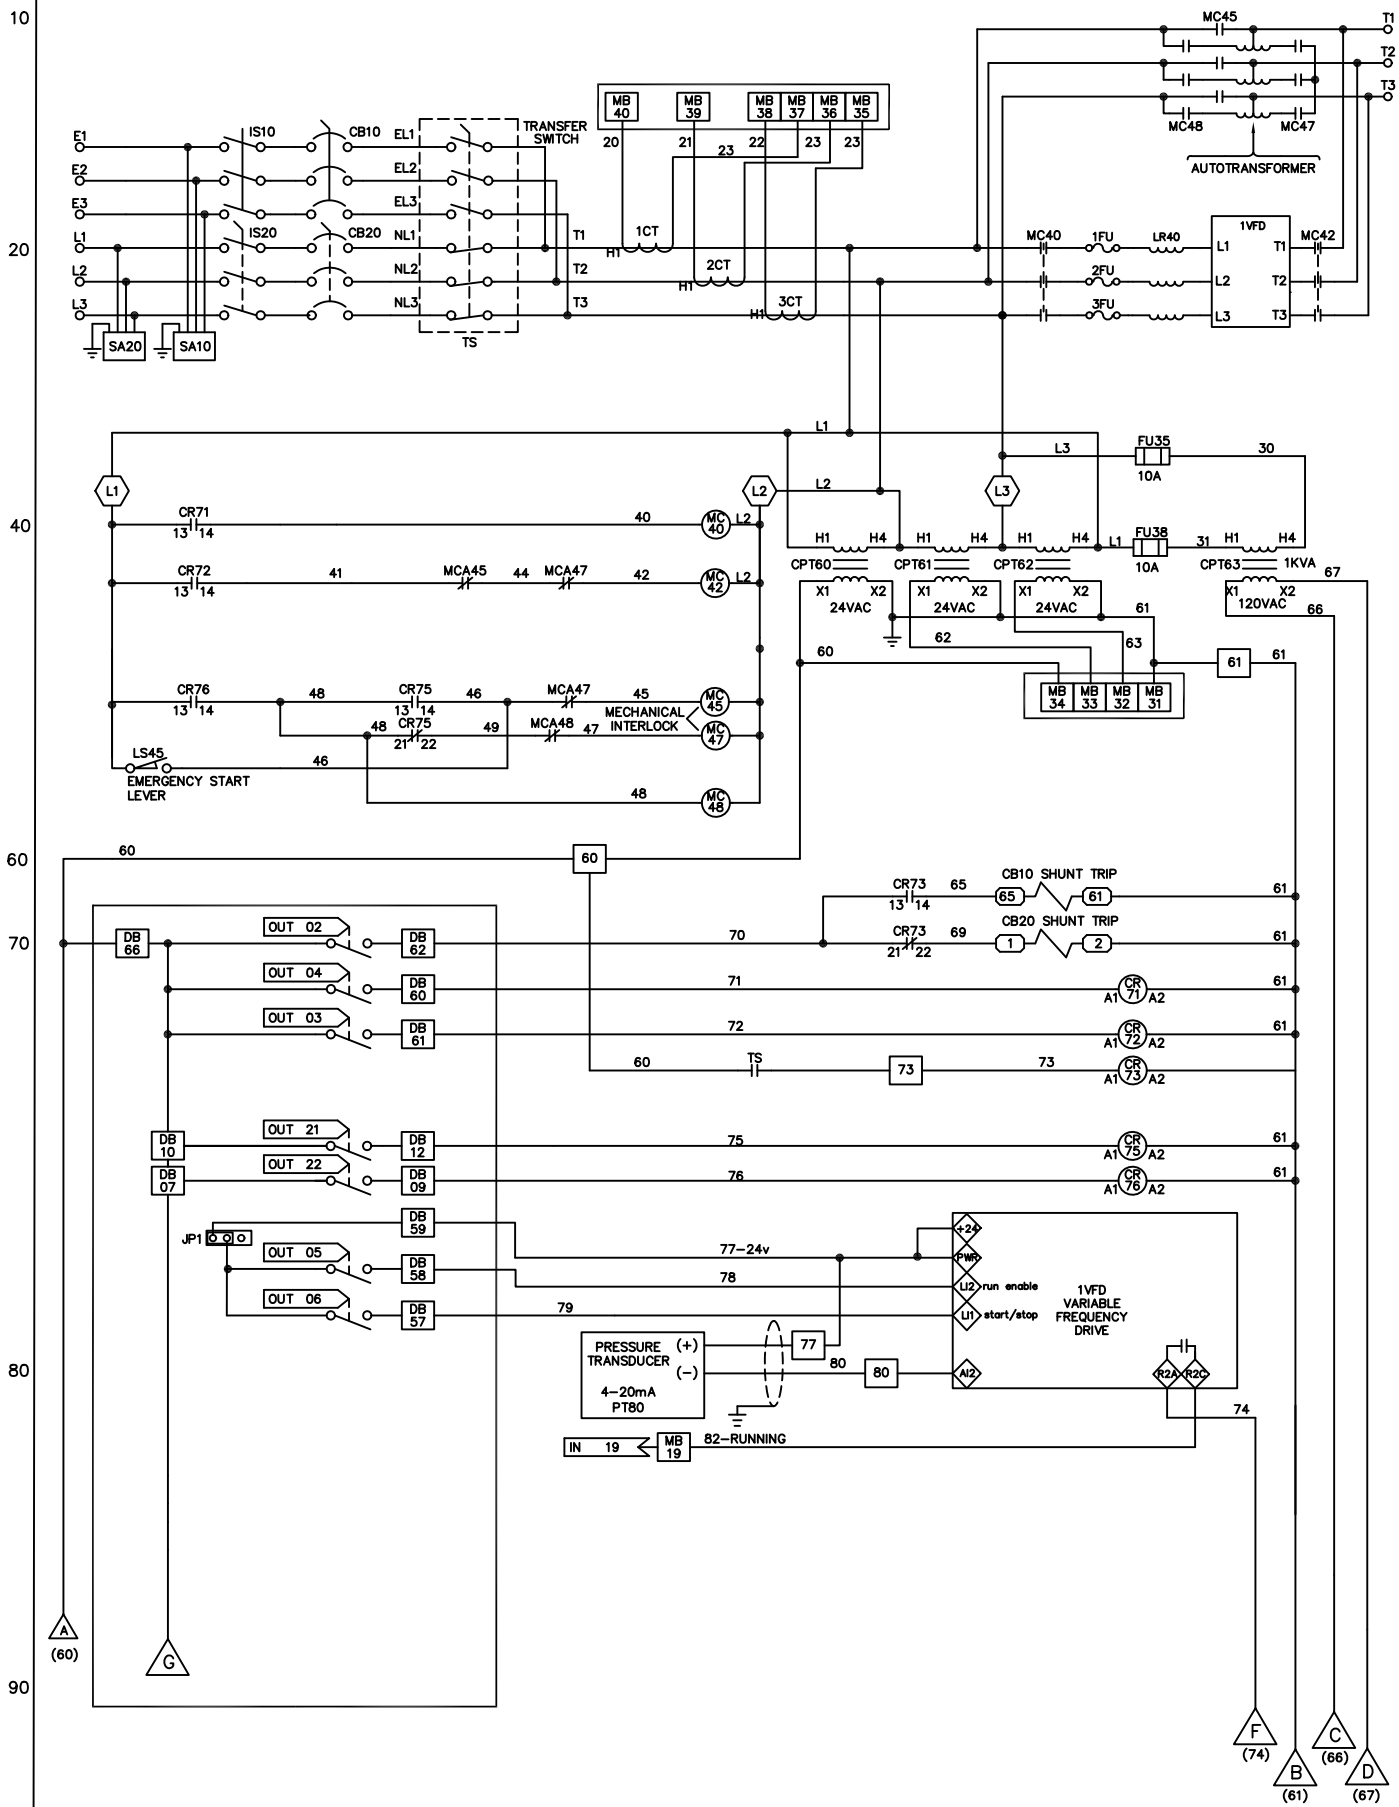 10
MC45
T1
T2
T3
MC48
MC47
AUTOTRANSFORMER
MB 40
MB 39
MB 38
MB 37
MB 36
MB 35
20
21
22
23
23
23
E1
IS10
CB10
EL1
TRANSFER SWITCH
E2
EL2
E3
EL3
20
L1
IS20
CB20
NL1
T1
H1
1CT
MC40
1FU
LR40
1VFD
L1
T1
MC42
L2
NL2
T2
H1
2CT
2FU
L2
T2
L3
NL3
T3
H1
3CT
3FU
L3
T3
SA20
SA10
TS
L1
L3
FU35
10A
30
L1
L2
L2
L3
40
CR71
13 14
40
MC 40
L2
H1 H4
H1 H4
H1 H4
L1
FU38
10A
31
H1 H4
CPT60
CPT61
CPT62
CPT63
1KVA
CR72
13 14
41
MCA45
44
MCA47
42
MC 42
L2
X1 X2
24VAC
X1 X2
24VAC
X1 X2
24VAC
X1 X2
120VAC
67
66
61
62
63
60
61
61
MB 34
MB 33
MB 32
MB 31
CR76
13 14
48
CR75
13 14
46
MCA47
45
MC 45
MECHANICAL INTERLOCK
48
CR75
21 22
49
MCA48
47
MC 47
LS45
46
EMERGENCY START
LEVER
48
MC 48
60
60
60
CR73
13 14
65
CB10 SHUNT TRIP
65
61
61
70
DB 66
OUT 02
DB 62
70
CR73
21 22
69
CB20 SHUNT TRIP
1
2
61
OUT 04
DB 60
71
A1 CR 71 A2
61
OUT 03
DB 61
72
A1 CR 72 A2
61
60
TS
73
73
A1 CR 73 A2
DB 10
OUT 21
DB 12
75
A1 CR 75 A2
61
DB 07
OUT 22
DB 09
76
A1 CR 76 A2
61
JP1
DB 59
77-24v
+24
PWR
OUT 05
DB 58
78
LI2
run enable
OUT 06
DB 57
79
LI1
start/stop
1VFD
VARIABLE
FREQUENCY
DRIVE
80
PRESSURE TRANSDUCER
(+)
(-)
4-20mA
PT80
77
80
80
AI2
R2A
R2C
74
IN 19
MB 19
82-RUNNING
A
(60)
G
90
F
(74)
B
(61)
C
(66)
D
(67)